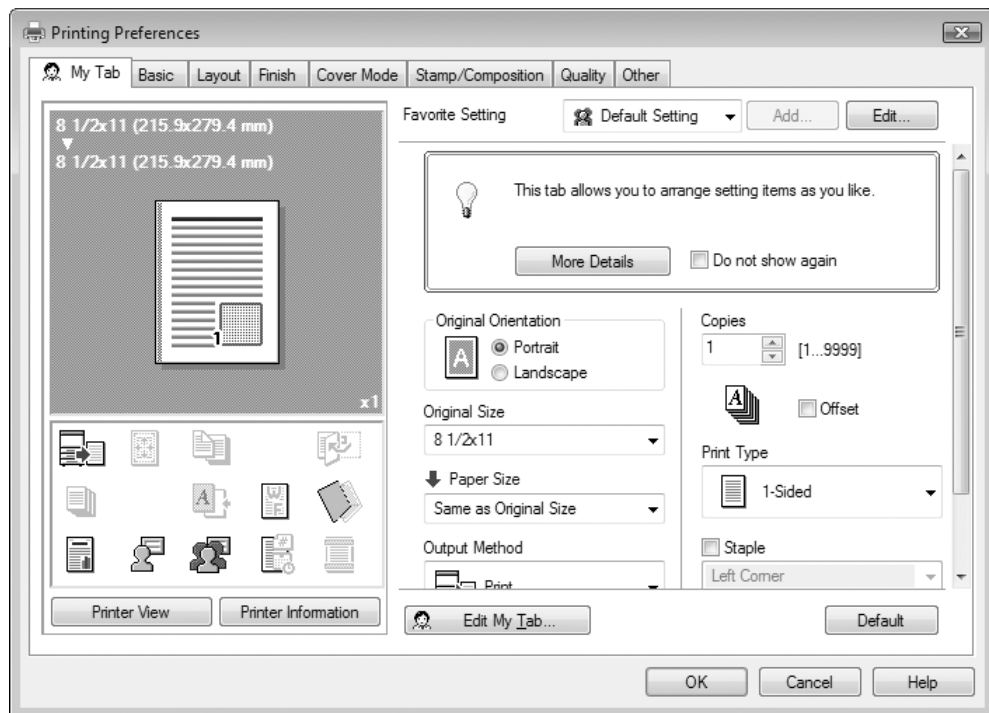 Printing Preferences
My Tab Basic Layout Finish Cover Mode Stamp/Composition Quality Other
8 1/2x11 (215.9x279.4 mm)
8 1/2x11 (215.9x279.4 mm)
1
x1
Favorite Setting Default Setting Add... Edit...
This tab allows you to arrange setting items as you like.
More Details Do not show again
Original Orientation
A Portrait
Landscape
Original Size
8 1/2x11
Paper Size
Same as Original Size
Output Method
Print
Copies
1 [1...9999]
A Offset
Print Type
1-Sided
Staple
Left Corner
Printer View Printer Information
Edit My Tab... Default
OK Cancel Help